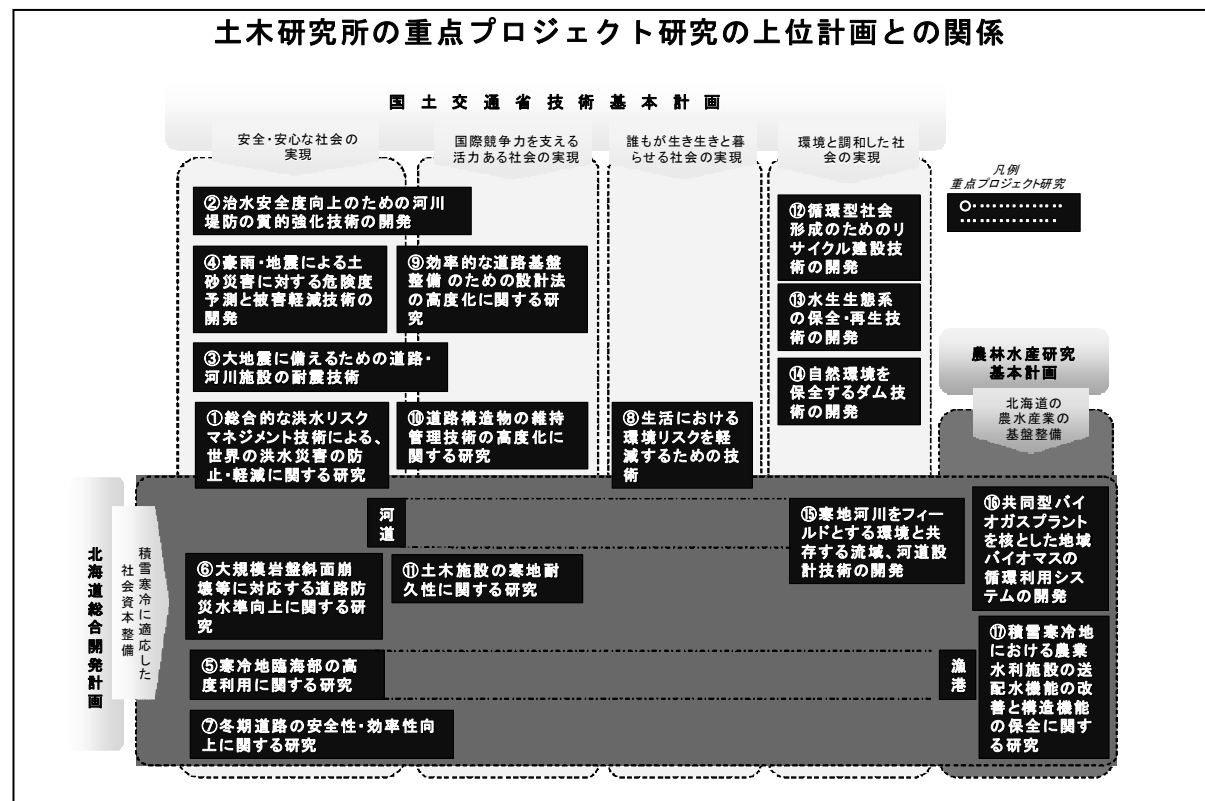 土木研究所の重点プロジェクト研究の上位計画との関係
国土交通省技術基本計画
安全・安心な社会の
実現
国際競争力を支える
活力ある社会の実現
誰もが生き生きと暮
らせる社会の実現
環境と調和した社
会の実現
凡例
重点プロジェクト研究
○・・・・・・・・・・・・・
・・・・・・・・・・・・・
②治水安全度向上のための河川
堤防の質的強化技術の開発
④豪雨・地震による土
砂災害に対する危険度
予測と被害軽減技術の
開発
⑨効率的な道路基盤
整備のための設計法
の高度化に関する研
究
③大地震に備えるための道路・
河川施設の耐震技術
①総合的な洪水リスク
マネジメント技術による、
世界の洪水災害の防
止・軽減に関する研究
⑩道路構造物の維持
管理技術の高度化に
関する研究
⑧生活における
環境リスクを軽
減するための技
術
⑫循環型社会
形成のためのリ
サイクル建設技
術の開発
⑬水生生態系
の保全・再生技
術の開発
⑭自然環境を
保全するダム技
術の開発
農林水産研究
基本計画
北海道の
農水産業の
基盤整備
北海道総合開発計画
積雪寒冷に適応した
社会資本整備
河道
⑮寒地河川をフィー
ルドとする環境と共
存する流域、河道設
計技術の開発
⑯共同型バイ
オガスプラント
を核とした地域
バイオマスの
循環利用シス
テムの開発
⑥大規模岩盤斜面崩
壊等に対応する道路防
災水準向上に関する研
究
⑪土木施設の寒地耐
久性に関する研究
⑤寒冷地臨海部の高
度利用に関する研究
漁港
⑰積雪寒冷地
における農業
水利施設の送
配水機能の改
善と構造機能
の保全に関す
る研究
⑦冬期道路の安全性・効率性向
上に関する研究